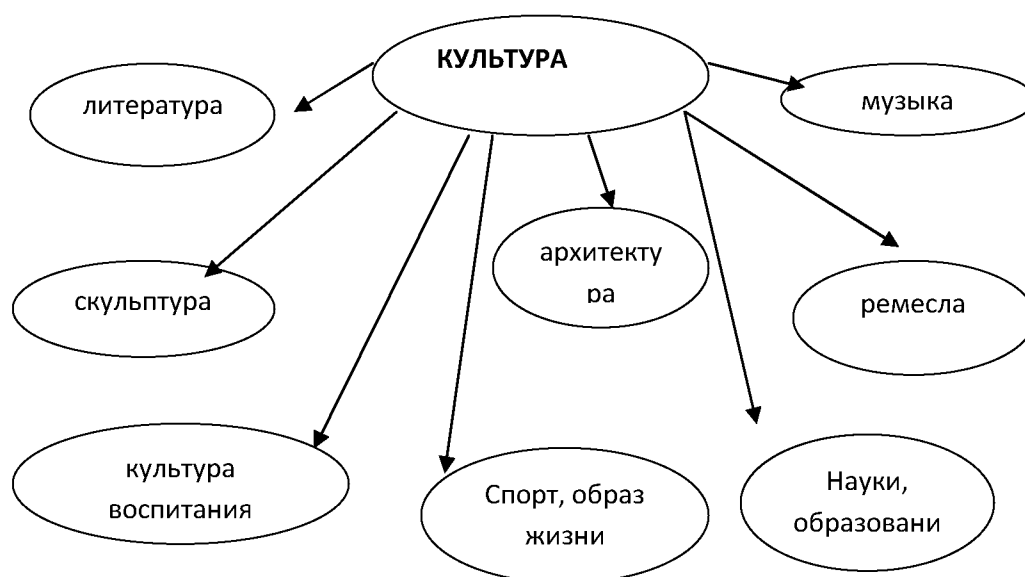 КУЛЬТУРА
литература
музыка
архитекту
ра
скульптура
ремесла
культура
воспитания
Спорт, образ
жизни
Науки,
образовани